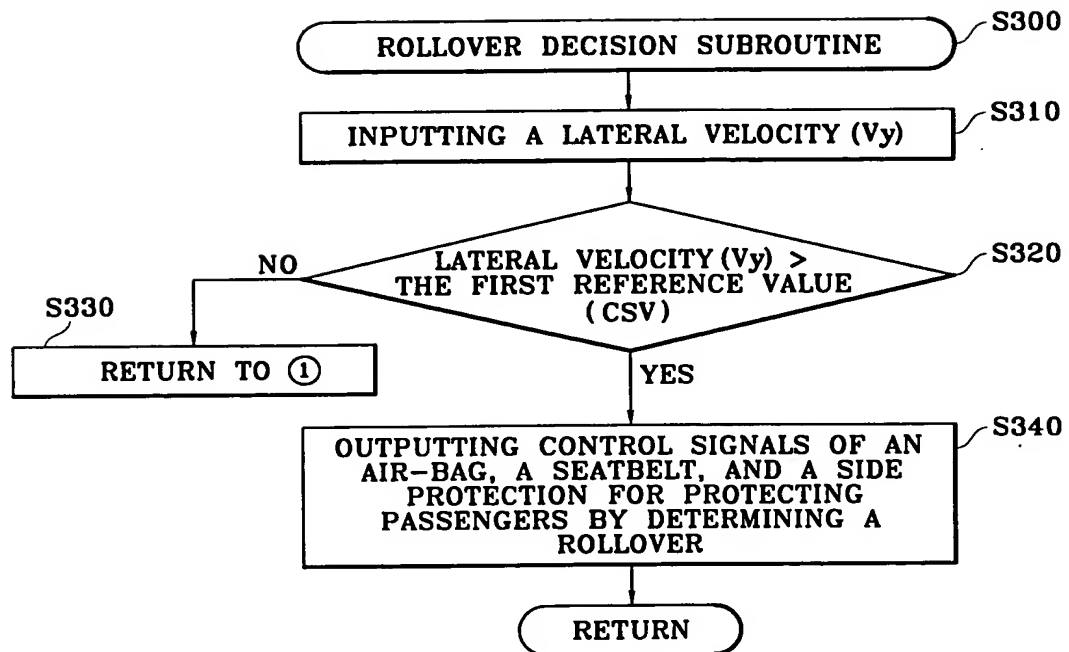 ROLLOVER DECISION SUBROUTINE
S300
INPUTTING A LATERAL VELOCITY (Vy)
S310
LATERAL VELOCITY (Vy) >
THE FIRST REFERENCE VALUE
(CSV)
S320
NO
S330
RETURN TO ①
YES
OUTPUTTING CONTROL SIGNALS OF AN
AIR-BAG, A SEATBELT, AND A SIDE
PROTECTION FOR PROTECTING
PASSENGERS BY DETERMINING A
ROLLOVER
S340
RETURN